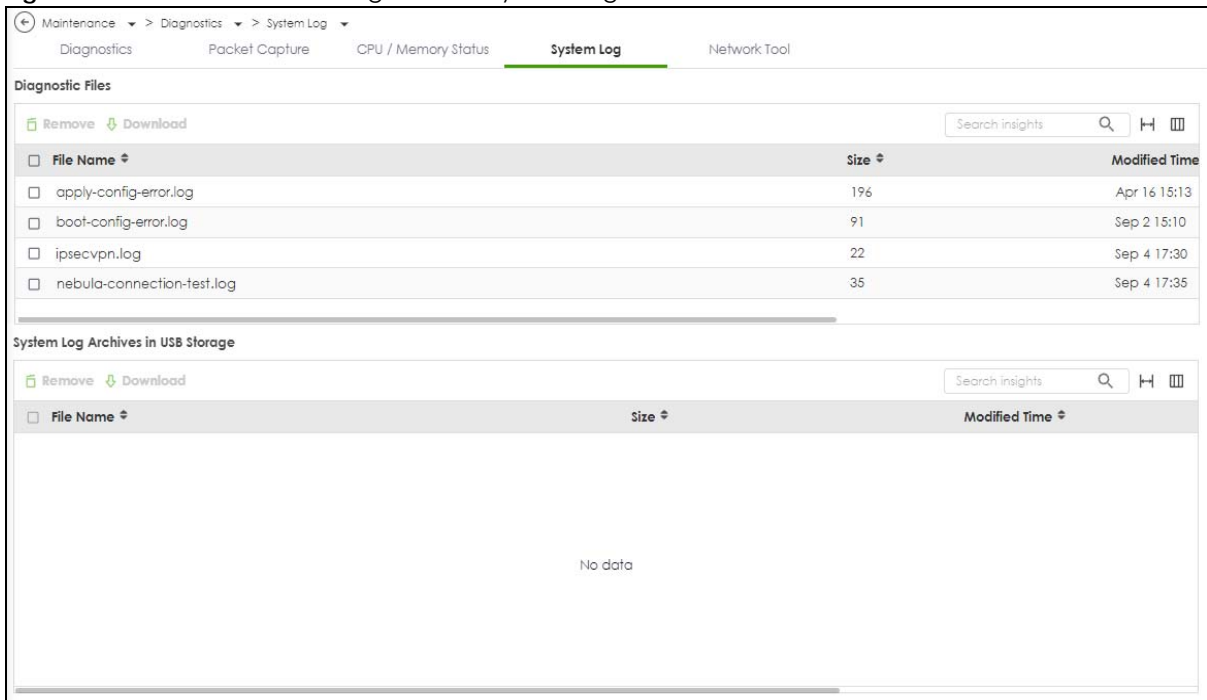 Maintenance > Diagnostics > System Log
Diagnostics Packet Capture CPU / Memory Status System Log Network Tool
Diagnostic Files
Remove Download Search insights
File Name Size Modified Time
apply-config-error.log 196 Apr 16 15:13
boot-config-error.log 91 Sep 2 15:10
ipsecvpn.log 22 Sep 4 17:30
nebula-connection-test.log 35 Sep 4 17:35
System Log Archives in USB Storage
Remove Download Search insights
File Name Size Modified Time
No data